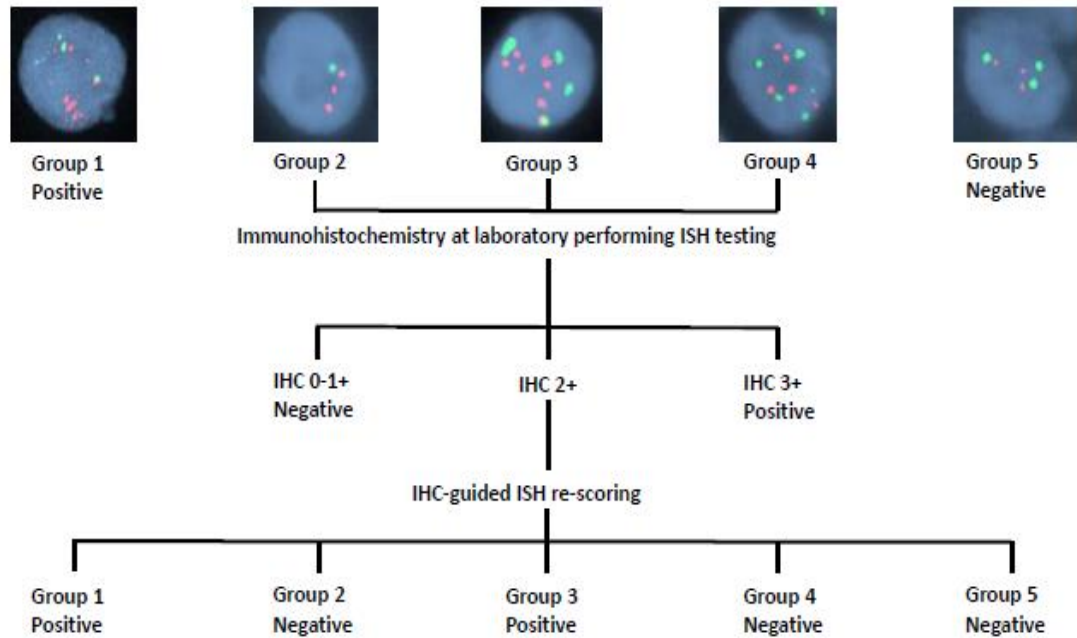 Group 1
Positive
Group 2
Group 3
Group 4
Group 5
Negative
Immunohistochemistry at laboratory performing ISH testing
IHC 0-1+
Negative
IHC 2+
IHC 3+
Positive
IHC-guided ISH re-scoring
Group 1
Positive
Group 2
Negative
Group 3
Positive
Group 4
Negative
Group 5
Negative